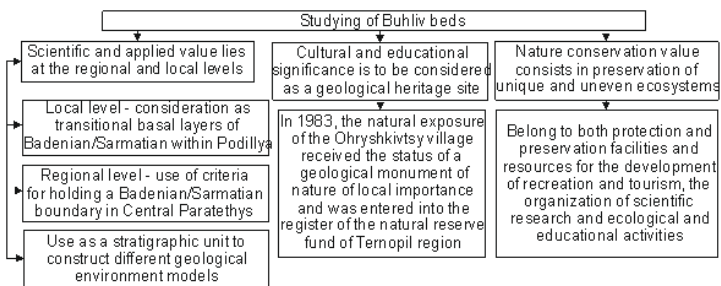 Studying of Buhliv beds
Scientific and applied value lies
at the regional and local levels
Local level - consideration as
transitional basal layers of
Badenian/Sarmatian within Podillya
Regional level - use of criteria
for holding a Badenian/Sarmatian
boundary in Central Paratethys
Use as a stratigraphic unit to
construct different geological
environment models
Cultural and educational
significance is to be considered
as a geological heritage site
In 1983, the natural exposure
of the Ohryshkivtsy village
received the status of a
geological monument of
nature of local importance
and was entered into the
register of the natural reserve
fund of Ternopil region
Nature conservation value
consists in preservation of
unique and uneven ecosystems
Belong to both protection and
preservation facilities and
resources for the development
of recreation and tourism, the
organization of scientific
research and ecological and
educational activities